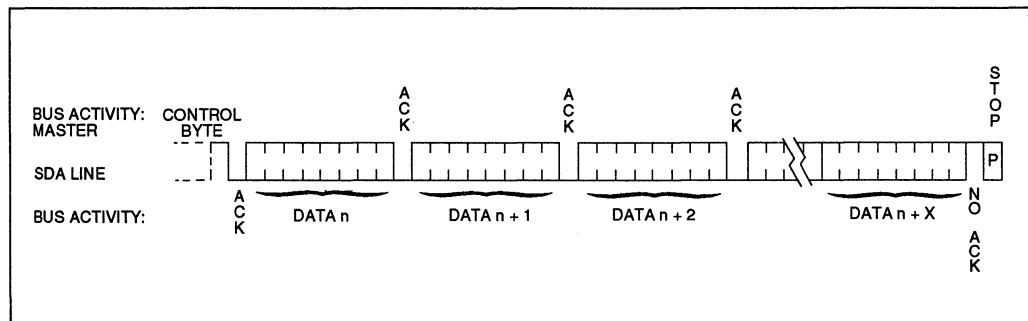 BUS ACTIVITY:
MASTER
CONTROL
BYTE
ACK
ACK
ACK
STOP
SDA LINE
P
BUS ACTIVITY:
ACK
DATA n
DATA n + 1
DATA n + 2
DATA n + X
NO ACK